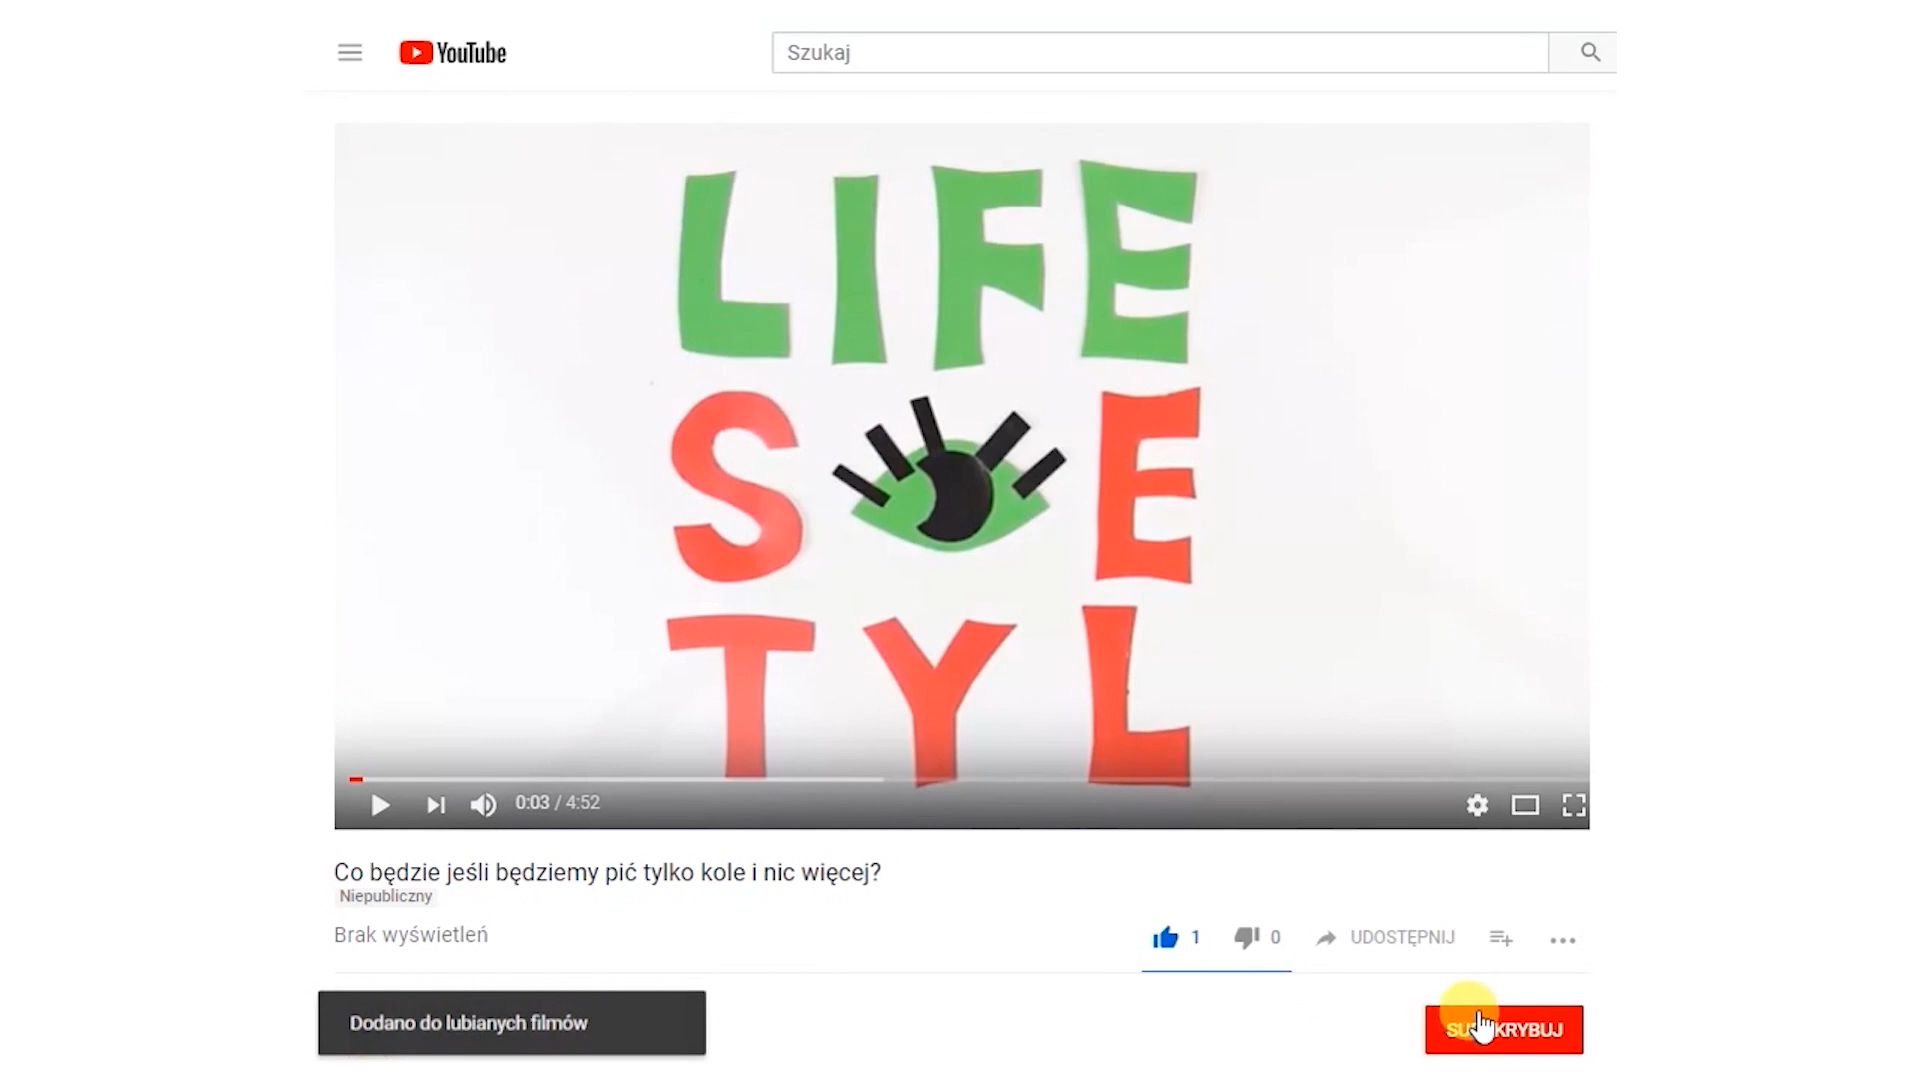 YouTube
Szukaj
LIFE
S E
TYL
0:03 / 4:52
Co będzie jeśli będziemy pić tylko kole i nic więcej?
Niepubliczny
Brak wyświetleń
1
0
UDOSTĘPNIJ
Dodano do lubianych filmów